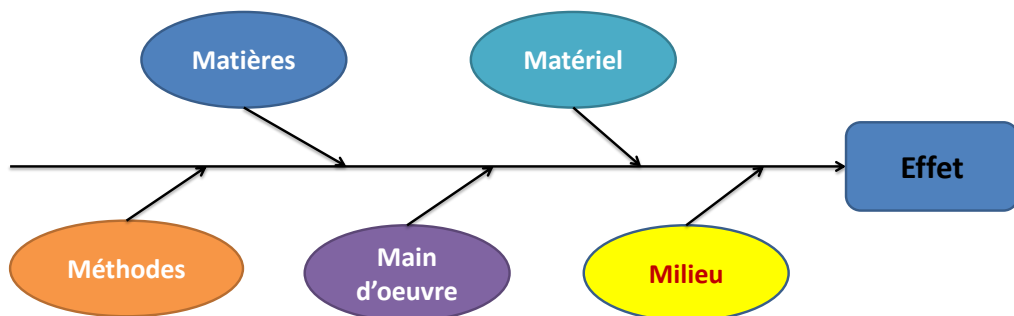 Matières
Matériel
Effet
Méthodes
Main
d’oeuvre
Milieu